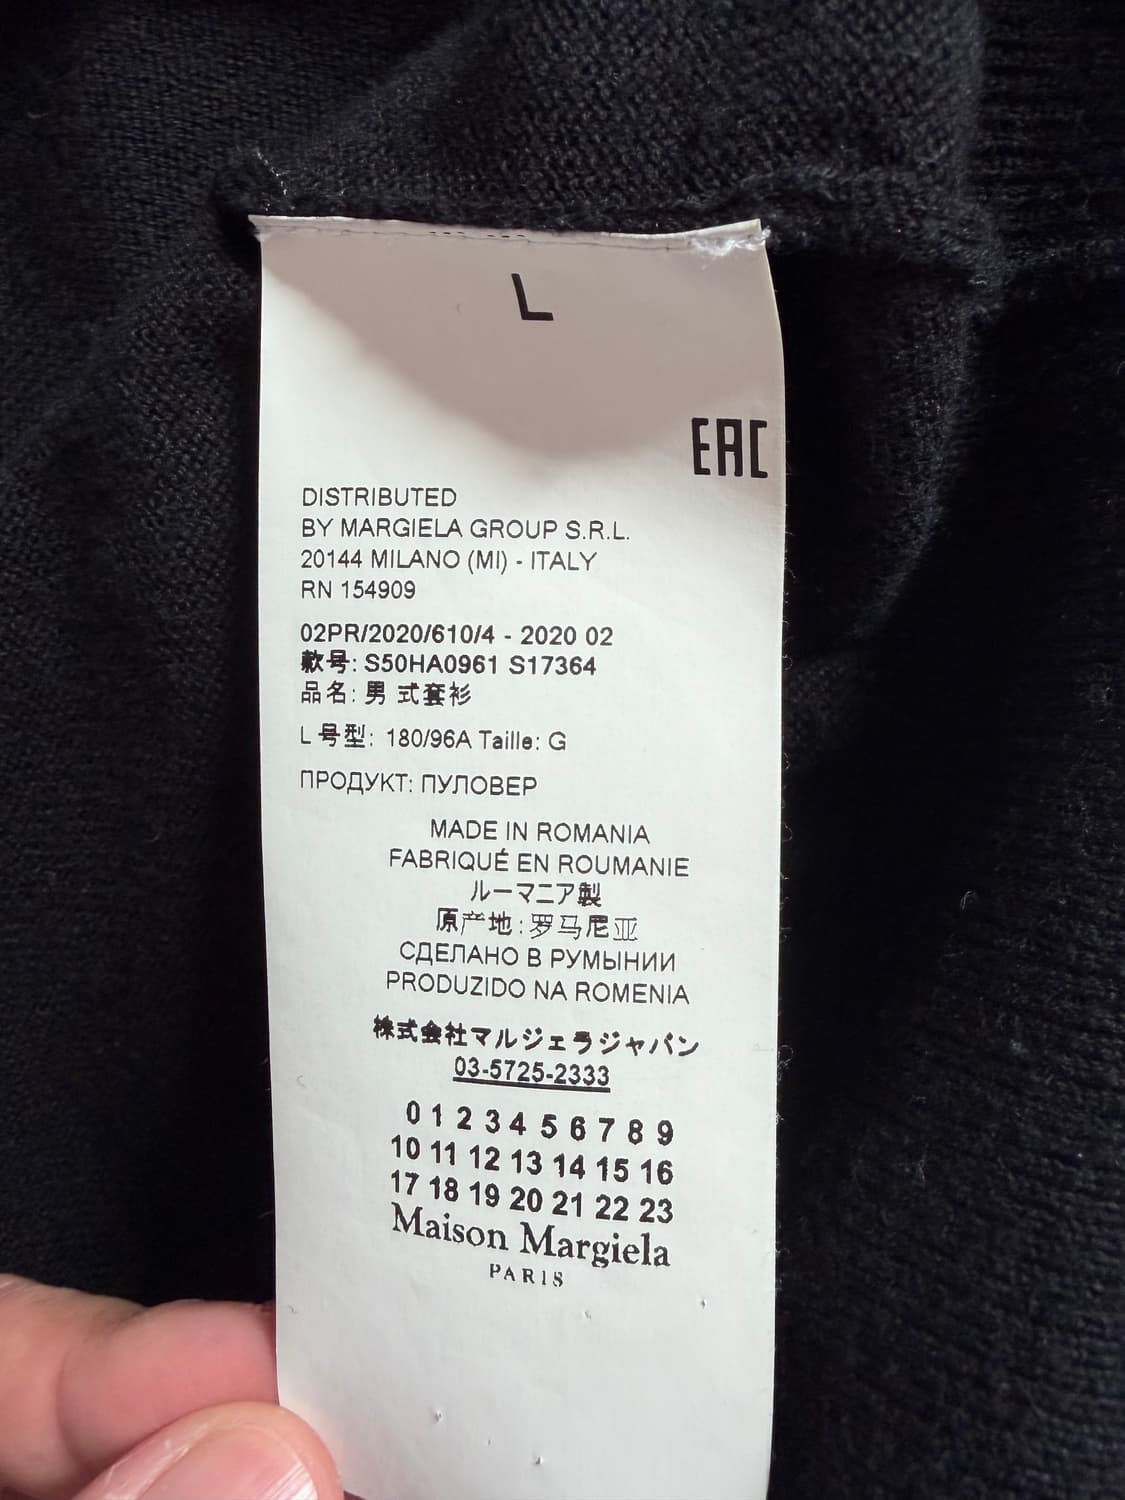 L
EAC
DISTRIBUTED
BY MARGIELA GROUP S.R.L.
20144 MILANO (MI) - ITALY
RN 154909
02PR/2020/610/4 - 2020 02
款号: S50HA0961 S17364
品名: 男 式套衫
L 号型: 180/96A Taille: G
ПРОДУКТ: ПУЛОВЕР
MADE IN ROMANIA
FABRIQUÉ EN ROUMANIE
ルーマニア製
原产地: 罗马尼亚
СДЕЛАНО В РУМЫНИИ
PRODUZIDO NA ROMENIA
株式会社マルジェラジャパン
03-5725-2333
0 1 2 3 4 5 6 7 8 9
10 11 12 13 14 15 16
17 18 19 20 21 22 23
Maison Margiela
PARIS